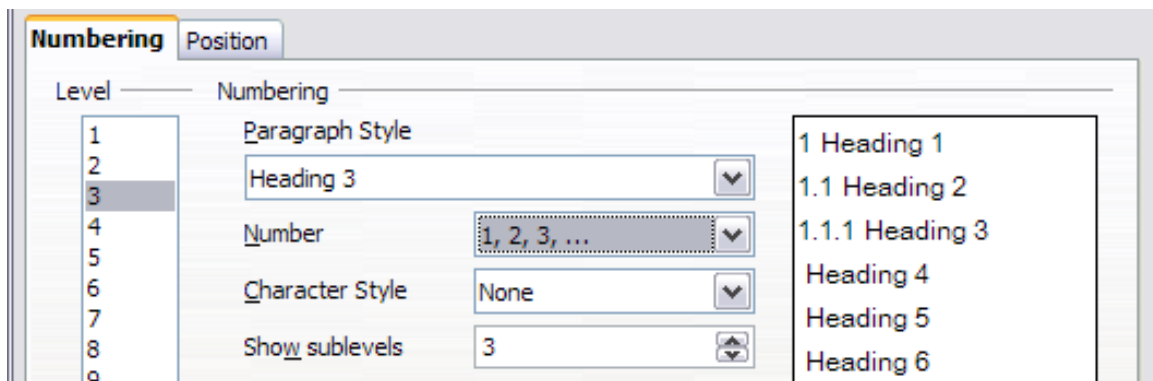 Numbering Position
Level Numbering
1
2
3
4
5
6
7
8
9
Paragraph Style
Heading 3
Number 1, 2, 3, ...
Character Style None
Show sublevels 3
1 Heading 1
1.1 Heading 2
1.1.1 Heading 3
Heading 4
Heading 5
Heading 6